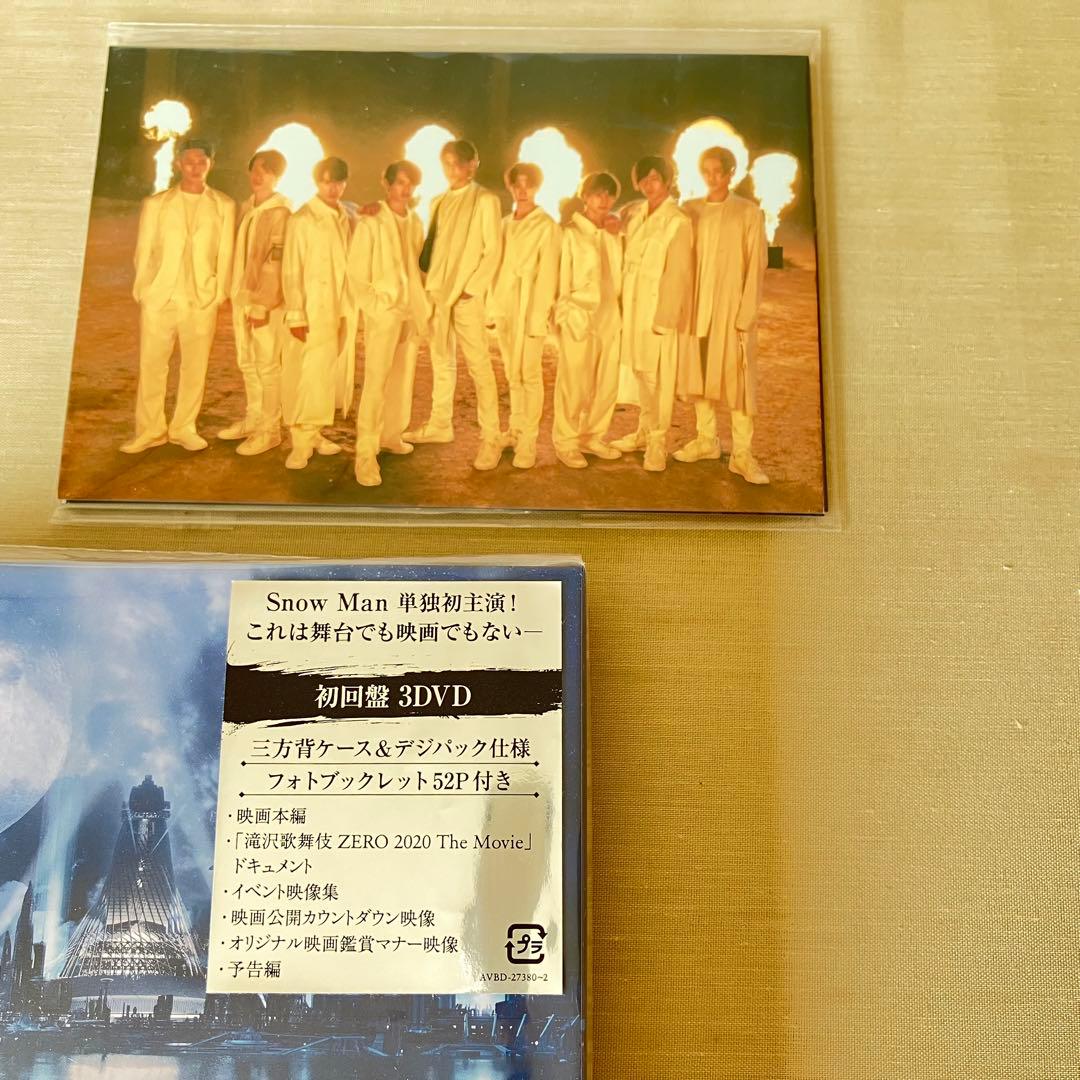 Snow Man 単独初主演!
これは舞台でも映画でもない―
初回盤 3DVD
三方背ケース&デジパック仕様
フォトブックレット52P付き
・映画本編
・「滝沢歌舞伎 ZERO 2020 The Movie」
ドキュメント
・イベント映像集
・映画公開カウントダウン映像
・オリジナル映画鑑賞マナー映像
・予告編
プラ
AVBD-27380~2